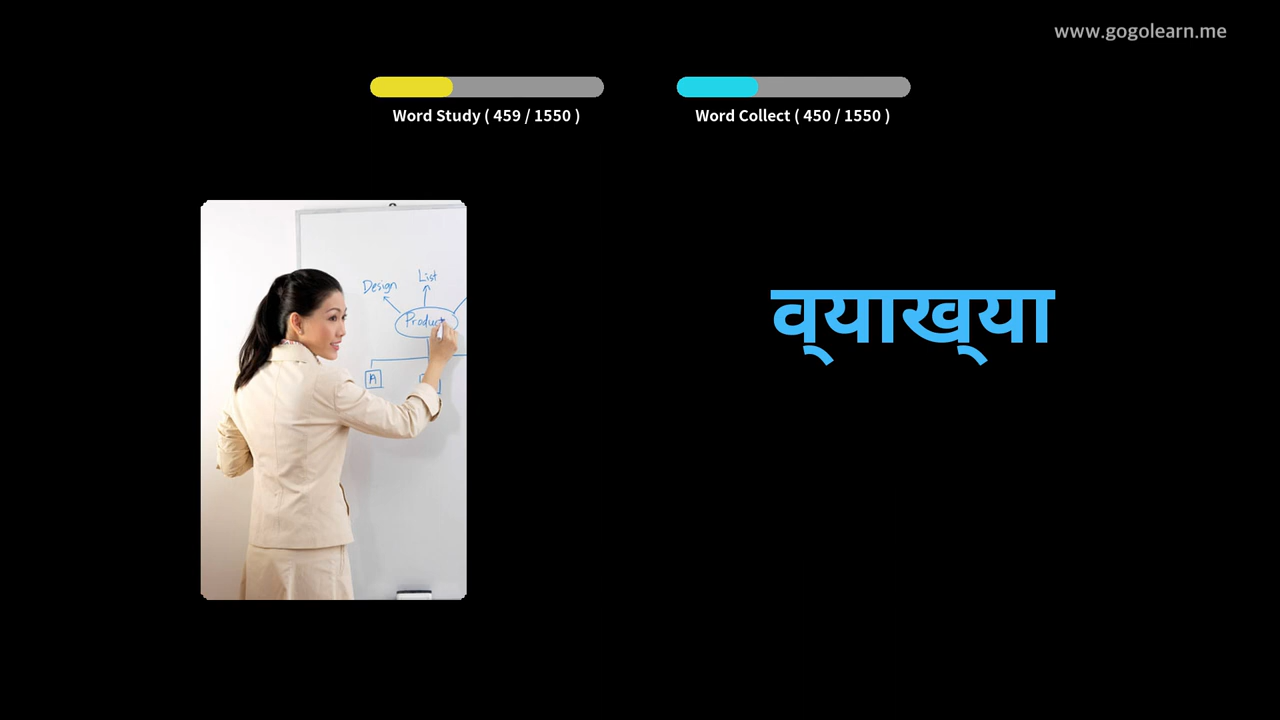 www.gogolearn.me
Word Study ( 459 / 1550 )
Word Collect ( 450 / 1550 )
List
Design
Product
A
व्याख्या